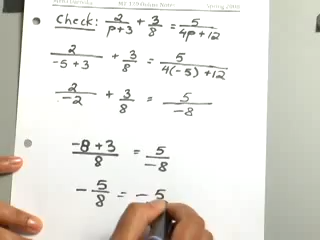 Check: 2/(p+3) + 3/8 = 5/(4p+12)
2/(-5+3) + 3/8 = 5/(4(-5)+12)
2/-2 + 3/8 = 5/-8
(-8+3)/8 = 5/-8
-5/8 = -5